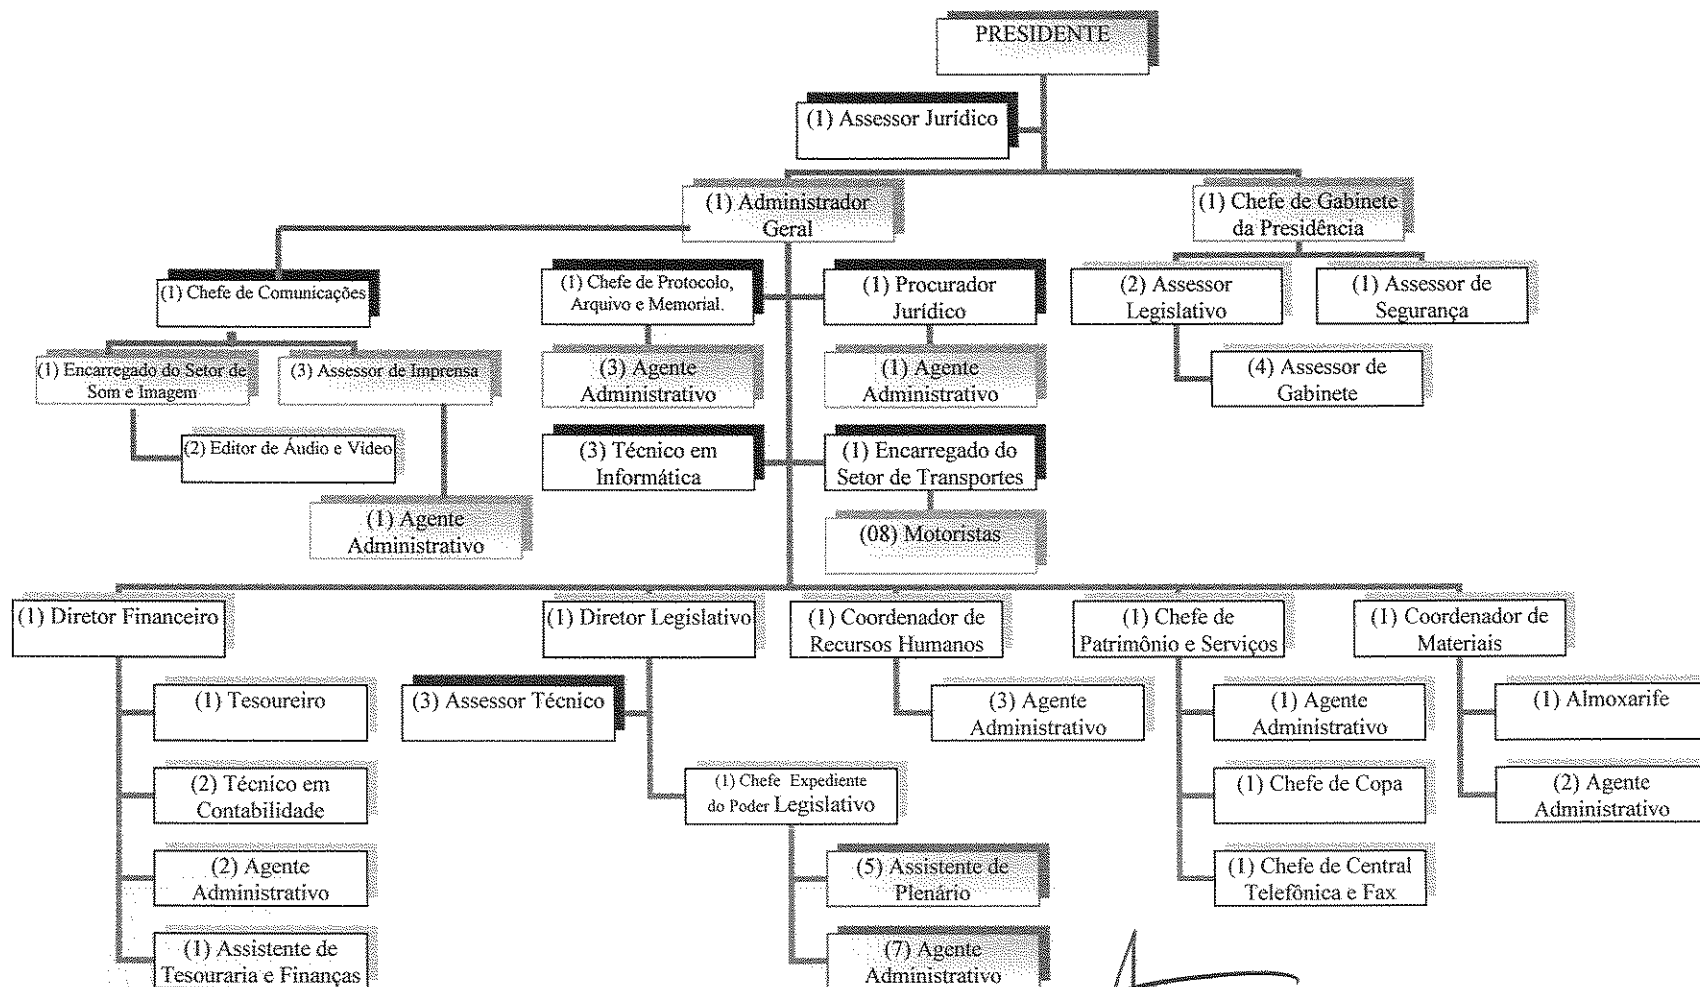 PRESIDENTE
(1) Assessor Jurídico
(1) Administrador
Geral
(1) Chefe de Gabinete
da Presidência
(1) Chefe de Comunicações
(1) Chefe de Protocolo,
Arquivo e Memorial.
(1) Procurador
Jurídico
(2) Assessor
Legislativo
(1) Assessor de
Segurança
(1) Encarregado do Setor de
Som e Imagem
(3) Assessor de Imprensa
(3) Agente
Administrativo
(1) Agente
Administrativo
(4) Assessor de
Gabinete
(2) Editor de Áudio e Vídeo
(3) Técnico em
Informática
(1) Encarregado do
Setor de Transportes
(1) Agente
Administrativo
(08) Motoristas
(1) Diretor Financeiro
(1) Diretor Legislativo
(1) Coordenador de
Recursos Humanos
(1) Chefe de
Patrimônio e Serviços
(1) Coordenador de
Materiais
(1) Tesoureiro
(3) Assessor Técnico
(3) Agente
Administrativo
(1) Agente
Administrativo
(1) Almoxarife
(2) Técnico em
Contabilidade
(1) Chefe Expediente
do Poder Legislativo
(1) Chefe de Copa
(2) Agente
Administrativo
(2) Agente
Administrativo
(5) Assistente de
Plenário
(1) Chefe de Central
Telefônica e Fax
(1) Assistente de
Tesouraria e Finanças
(7) Agente
Administrativo